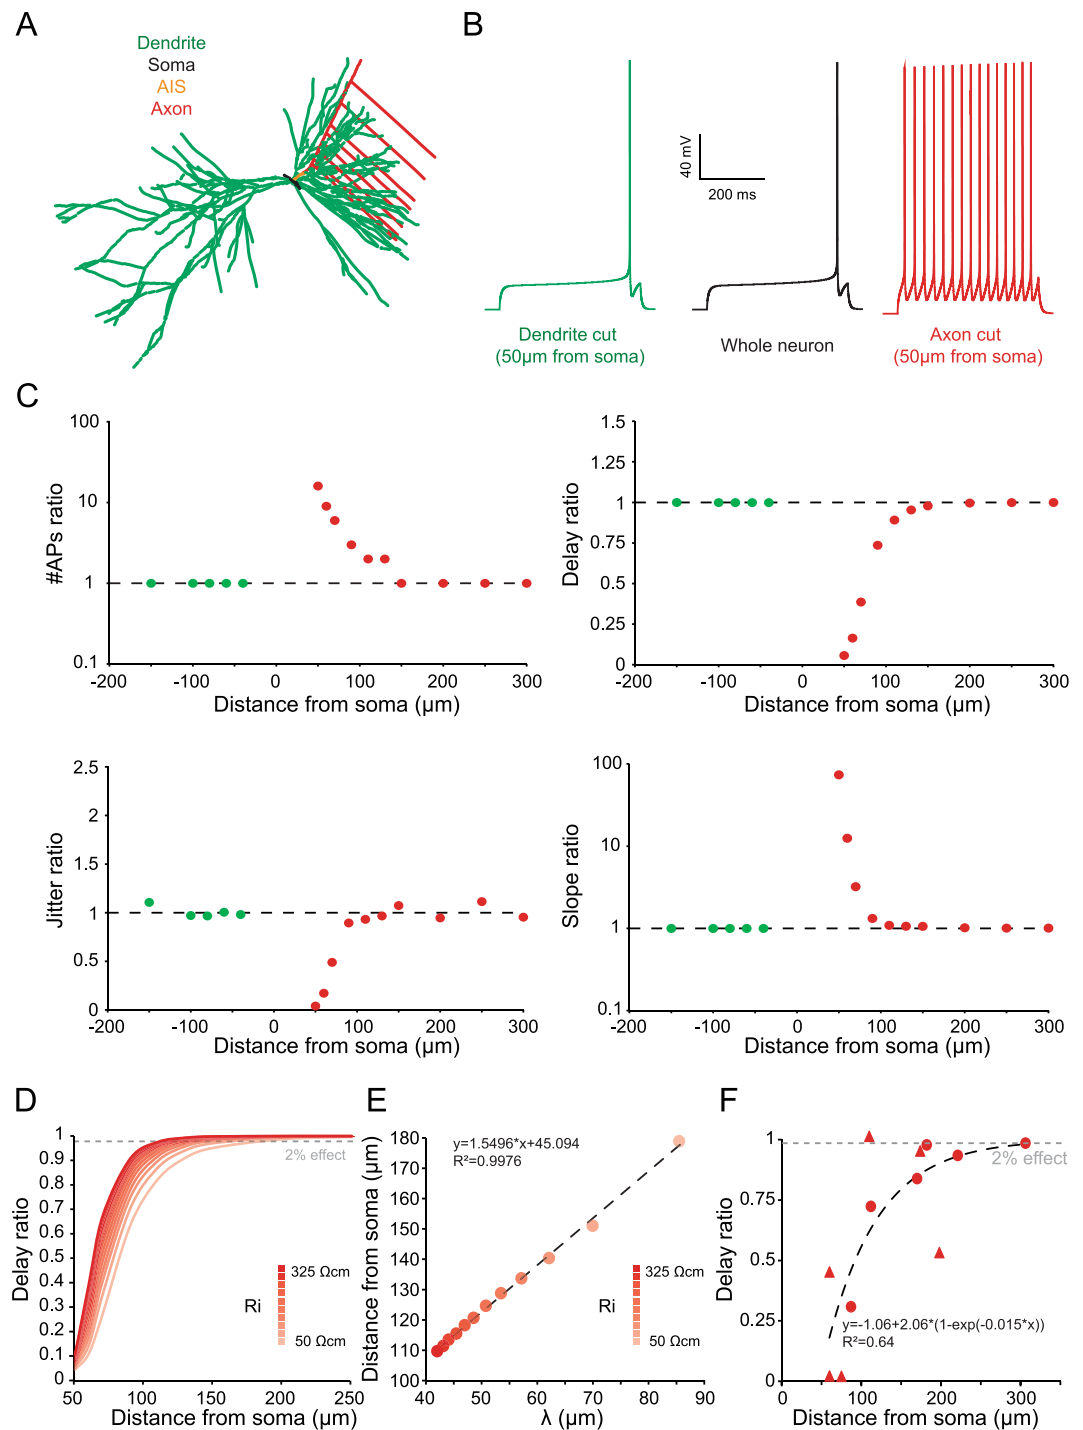 A
Dendrite
Soma
AIS
Axon
B
40 mV
200 ms
Dendrite cut
(50µm from soma)
Whole neuron
Axon cut
(50µm from soma)
C
#APs ratio
100
10
1
0.1
-200
-100
0
100
200
300
Distance from soma (µm)
Delay ratio
1.5
1.25
1
0.75
0.5
0.25
0
-200
-100
0
100
200
300
Distance from soma (µm)
Jitter ratio
2.5
2
1.5
1
0.5
0
-200
-100
0
100
200
300
Distance from soma (µm)
Slope ratio
100
10
1
0.1
-200
-100
0
100
200
300
Distance from soma (µm)
D
Delay ratio
1
0.9
0.8
0.7
0.6
0.5
0.4
0.3
0.2
0.1
0
2% effect
Ri
325 Ωcm
50 Ωcm
50
100
150
200
250
Distance from soma (µm)
E
Distance from soma (µm)
180
170
160
150
140
130
120
110
100
y=1.5496*x+45.094
R²=0.9976
Ri
325 Ωcm
50 Ωcm
40
50
60
70
80
90
λ (µm)
F
Delay ratio
1
0.75
0.5
0.25
0
2% effect
y=-1.06+2.06*(1-exp(-0.015*x))
R²=0.64
0
100
200
300
Distance from soma (µm)